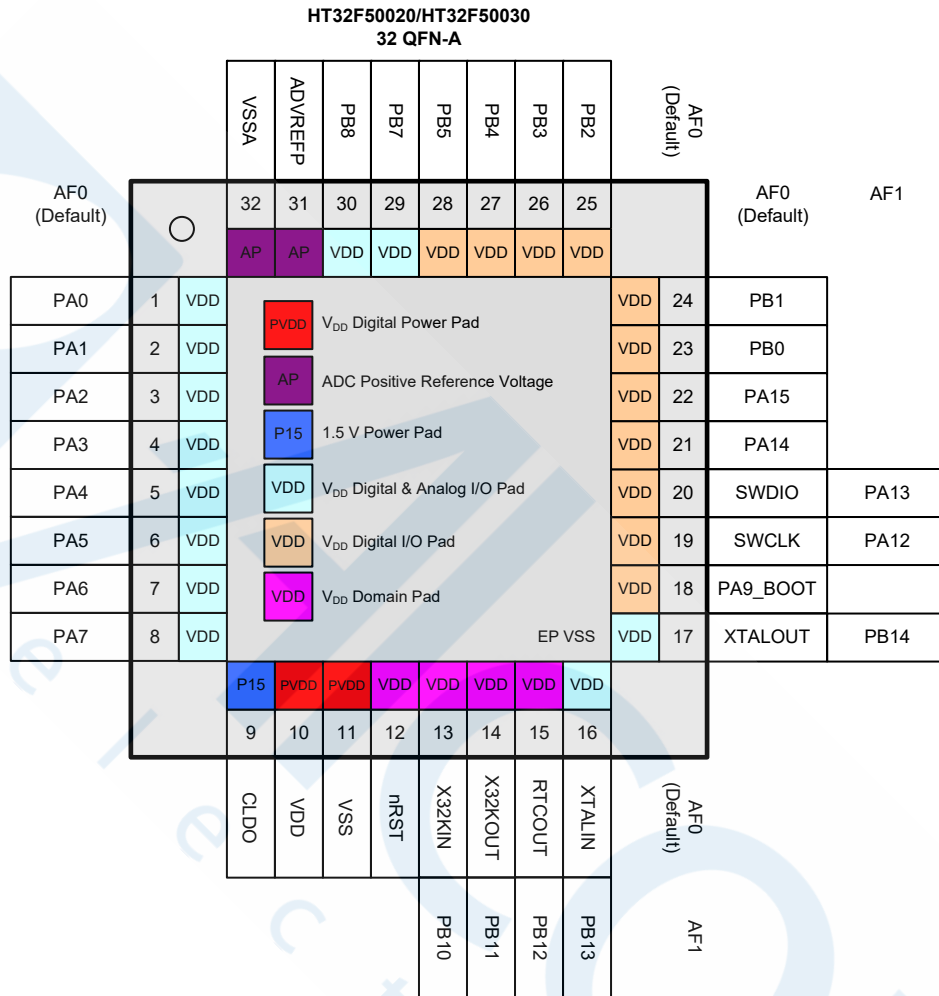 HT32F50020/HT32F50030
32 QFN-A
VSSA ADVREFP PB8 PB7 PB5 PB4 PB3 PB2 AF0 (Default)
AF0 (Default) 32 31 30 29 28 27 26 25 AF0 (Default) AF1
AP AP VDD VDD VDD VDD VDD VDD
PA0 1 VDD VDD 24 PB1
PVDD VDD Digital Power Pad
PA1 2 VDD VDD 23 PB0
AP ADC Positive Reference Voltage
PA2 3 VDD VDD 22 PA15
PA3 4 VDD P15 1.5 V Power Pad VDD 21 PA14
PA4 5 VDD VDD VDD Digital & Analog I/O Pad VDD 20 SWDIO PA13
PA5 6 VDD VDD VDD Digital I/O Pad VDD 19 SWCLK PA12
PA6 7 VDD VDD VDD Domain Pad VDD 18 PA9_BOOT
PA7 8 VDD EP VSS VDD 17 XTALOUT PB14
P15 PVDD PVDD VDD VDD VDD VDD VDD
9 10 11 12 13 14 15 16
CLDO VDD VSS nRST X32KIN X32KOUT RTCOUT XTALIN AF0 (Default)
PB10 PB11 PB12 PB13 AF1